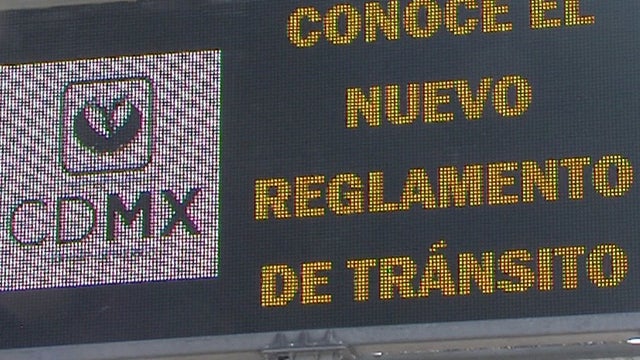 CONOCE EL
NUEVO
REGLAMENTO
DE TRÁNSITO
CDMX